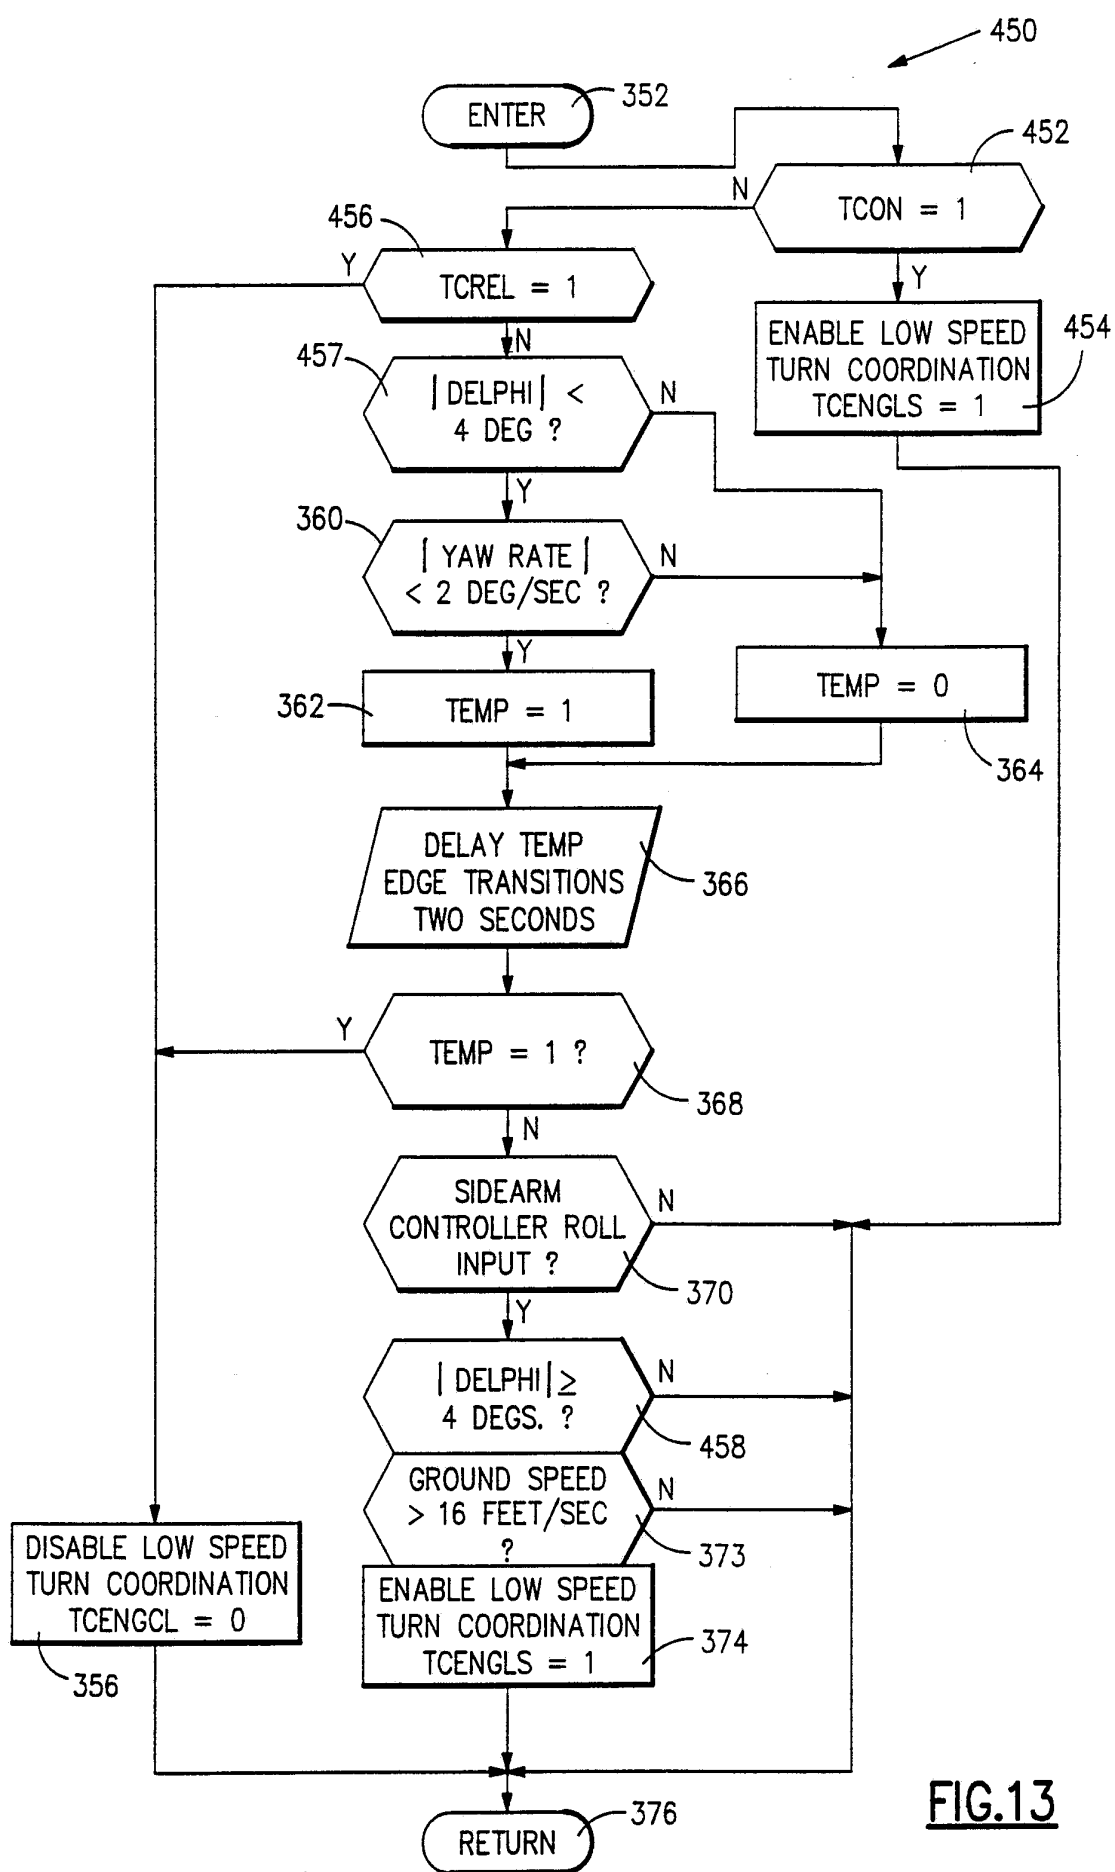 450
ENTER
352
452
N
TCON = 1
456
Y
TCREL = 1
Y
N
ENABLE LOW SPEED
TURN COORDINATION
TCENGLS = 1
454
457
|DELPHI| <
4 DEG ?
N
Y
360
| YAW RATE |
< 2 DEG/SEC ?
N
Y
362
TEMP = 1
TEMP = 0
364
DELAY TEMP
EDGE TRANSITIONS
TWO SECONDS
366
Y
TEMP = 1 ?
368
N
SIDEARM
CONTROLLER ROLL
INPUT ?
N
370
Y
| DELPHI| ≥
4 DEGS. ?
N
458
GROUND SPEED
> 16 FEET/SEC
?
N
373
DISABLE LOW SPEED
TURN COORDINATION
TCENGCL = 0
356
ENABLE LOW SPEED
TURN COORDINATION
TCENGLS = 1
374
RETURN
376
FIG.13